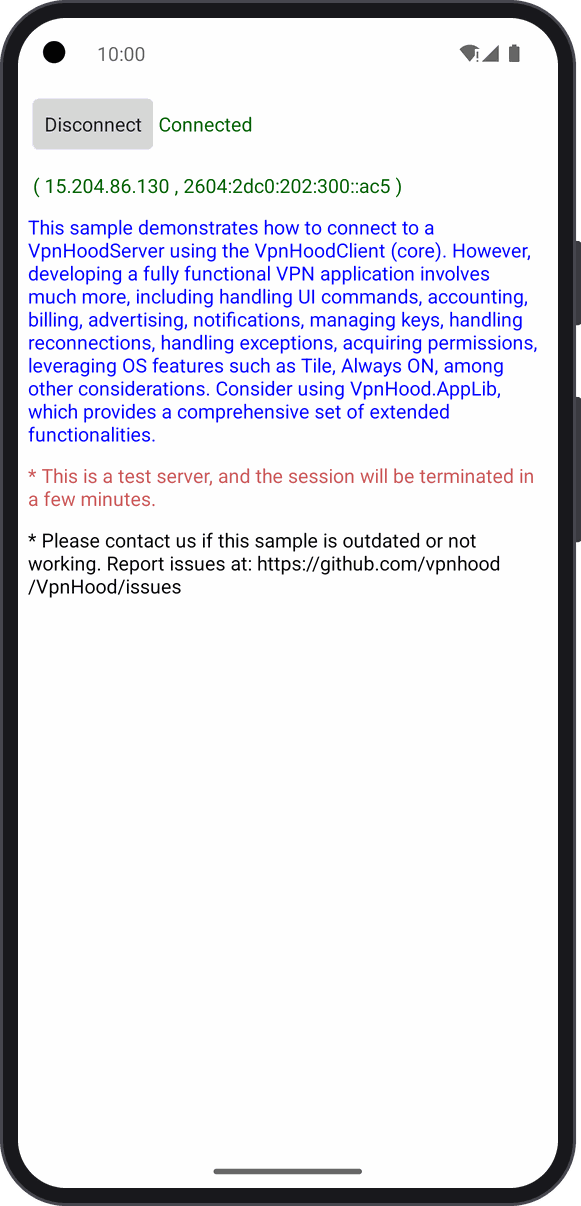 10:00
Disconnect Connected
( 15.204.86.130 , 2604:2dc0:202:300::ac5 )
This sample demonstrates how to connect to a
VpnHoodServer using the VpnHoodClient (core). However,
developing a fully functional VPN application involves
much more, including handling UI commands, accounting,
billing, advertising, notifications, managing keys, handling
reconnections, handling exceptions, acquiring permissions,
leveraging OS features such as Tile, Always ON, among
other considerations. Consider using VpnHood.AppLib,
which provides a comprehensive set of extended
functionalities.
* This is a test server, and the session will be terminated in
a few minutes.
* Please contact us if this sample is outdated or not
working. Report issues at: https://github.com/vpnhood
/VpnHood/issues